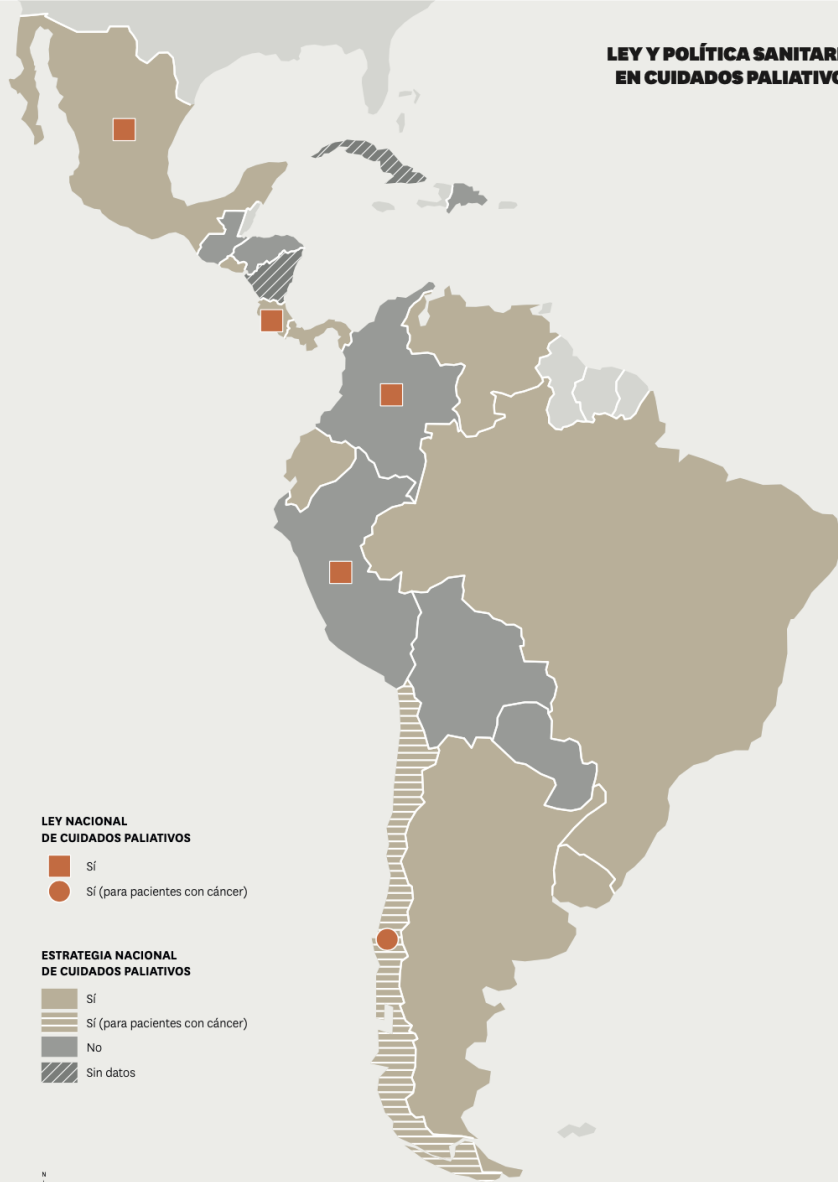 LEY Y POLÍTICA SANITARI
EN CUIDADOS PALIATIVO
LEY NACIONAL
DE CUIDADOS PALIATIVOS
Sí
Sí (para pacientes con cáncer)
ESTRATEGIA NACIONAL
DE CUIDADOS PALIATIVOS
Sí
Sí (para pacientes con cáncer)
No
Sin datos
N